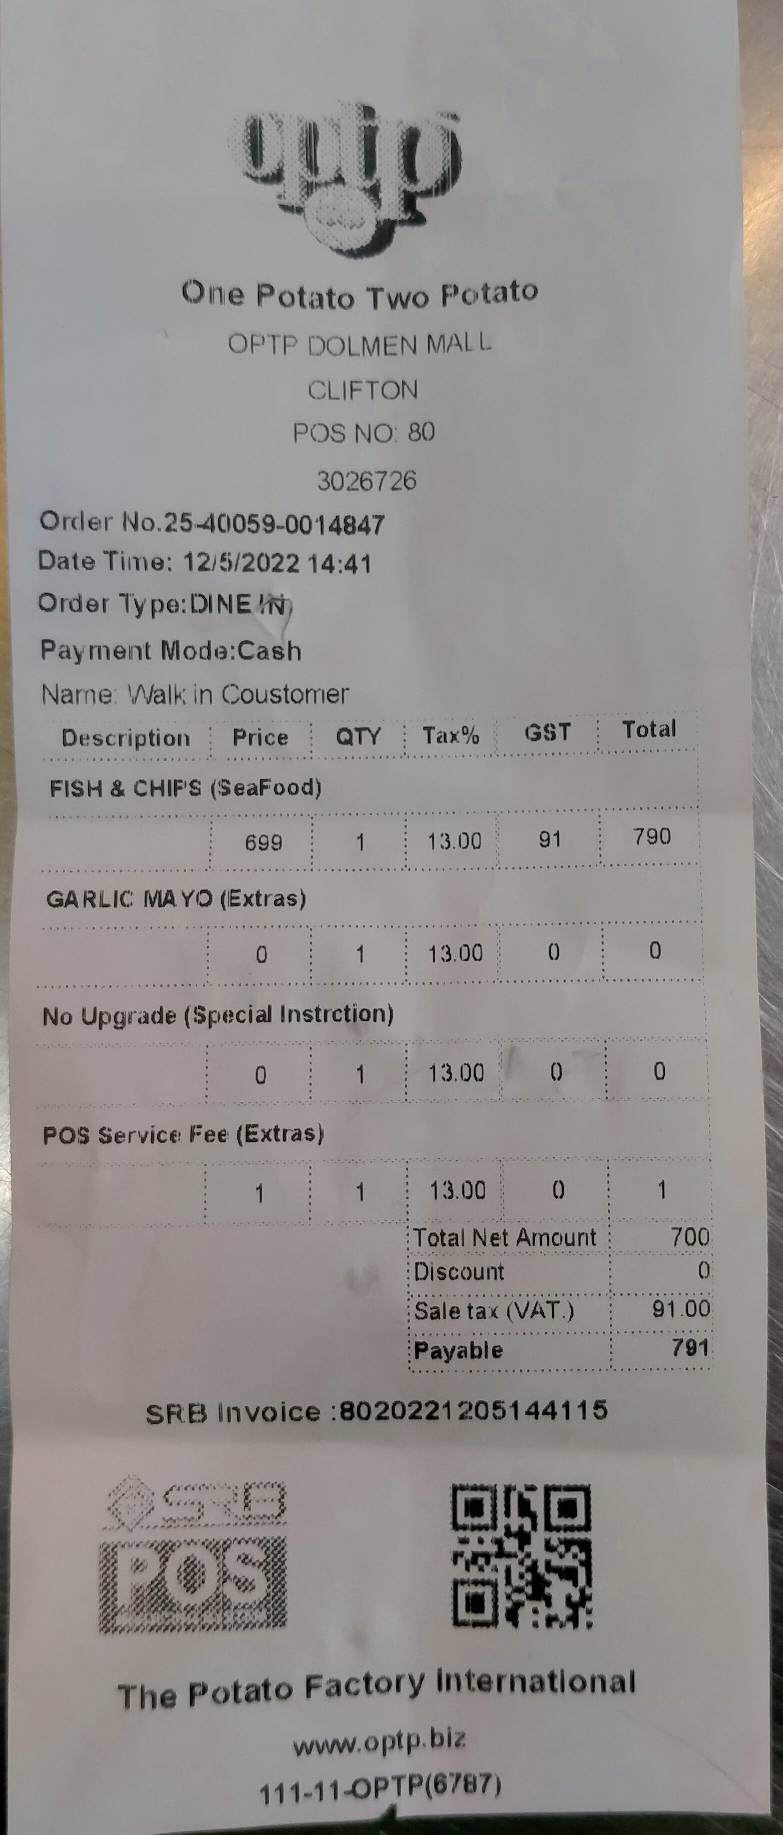 optp
One Potato Two Potato
OPTP DOLMEN MALL
CLIFTON
POS NO: 80
3026726
Order No.25-40059-0014847
Date Time: 12/5/2022 14:41
Order Type:DINE IN
Payment Mode:Cash
Name: Walk in Coustomer
Description Price QTY Tax% GST Total
FISH & CHIPS (SeaFood)
699 1 13.00 91 790
GARLIC MAYO (Extras)
0 1 13.00 0 0
No Upgrade (Special Instrction)
0 1 13.00 0 0
POS Service Fee (Extras)
1 1 13.00 0 1
Total Net Amount 700
Discount 0
Sale tax (VAT.) 91.00
Payable 791
SRB Invoice :8020221205144115
SRB
POS
The Potato Factory International
www.optp.biz
111-11-OPTP(6787)